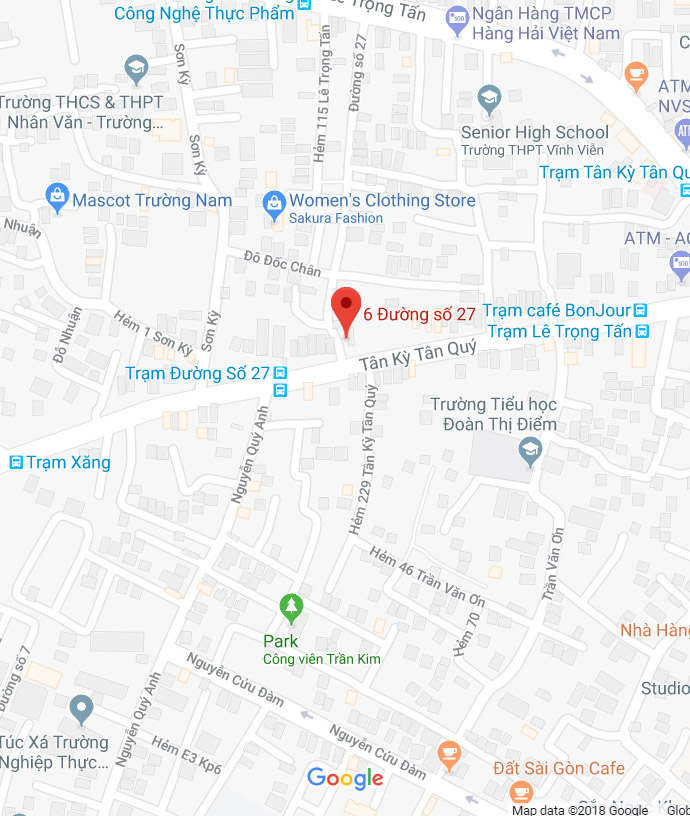 Trạm
Công Nghệ Thực Phẩm
Lê Trọng Tấn
Ngân Hàng TMCP
Hàng Hải Việt Nam
Sơn Kỳ
Hẻm 115 Lê Trọng Tấn
Đường số 27
ATM
NVS
ATM
Trường THCS & THPT
Nhân Văn - Trường...
Senior High School
Trường THPT Vĩnh Viễn
Sơn Kỳ
Trạm Tân Kỳ Tân Qu
Mascot Trường Nam
Women's Clothing Store
Sakura Fashion
Nhuận
ATM - AC
Đô Đốc Chân
6 Đường số 27
Trạm café BonJour
Trạm Lê Trọng Tấn
Đô Nhuận
Hẻm 1 Sơn Kỳ
Sơn Kỳ
Tân Kỳ Tân Quý
Trạm Đường Số 27
Trường Tiểu học
Đoàn Thị Điểm
Trạm Xăng
Nguyễn Quý Anh
Hẻm 229 Tân Kỳ Tân Quý
Hẻm 46 Trần Văn Ơn
Trần Văn Ơn
Hẻm 70
Park
Công viên Trần Kim
Nhà Hàng
Đường số 7
Nguyễn Cửu Đàm
Nguyễn Quý Anh
Studio
Túc Xá Trường
Nghiệp Thực...
Hẻm E3 Kp6
Nguyễn Cửu Đàm
Google
Đất Sài Gòn Cafe
Map data ©2018 Google
Glob